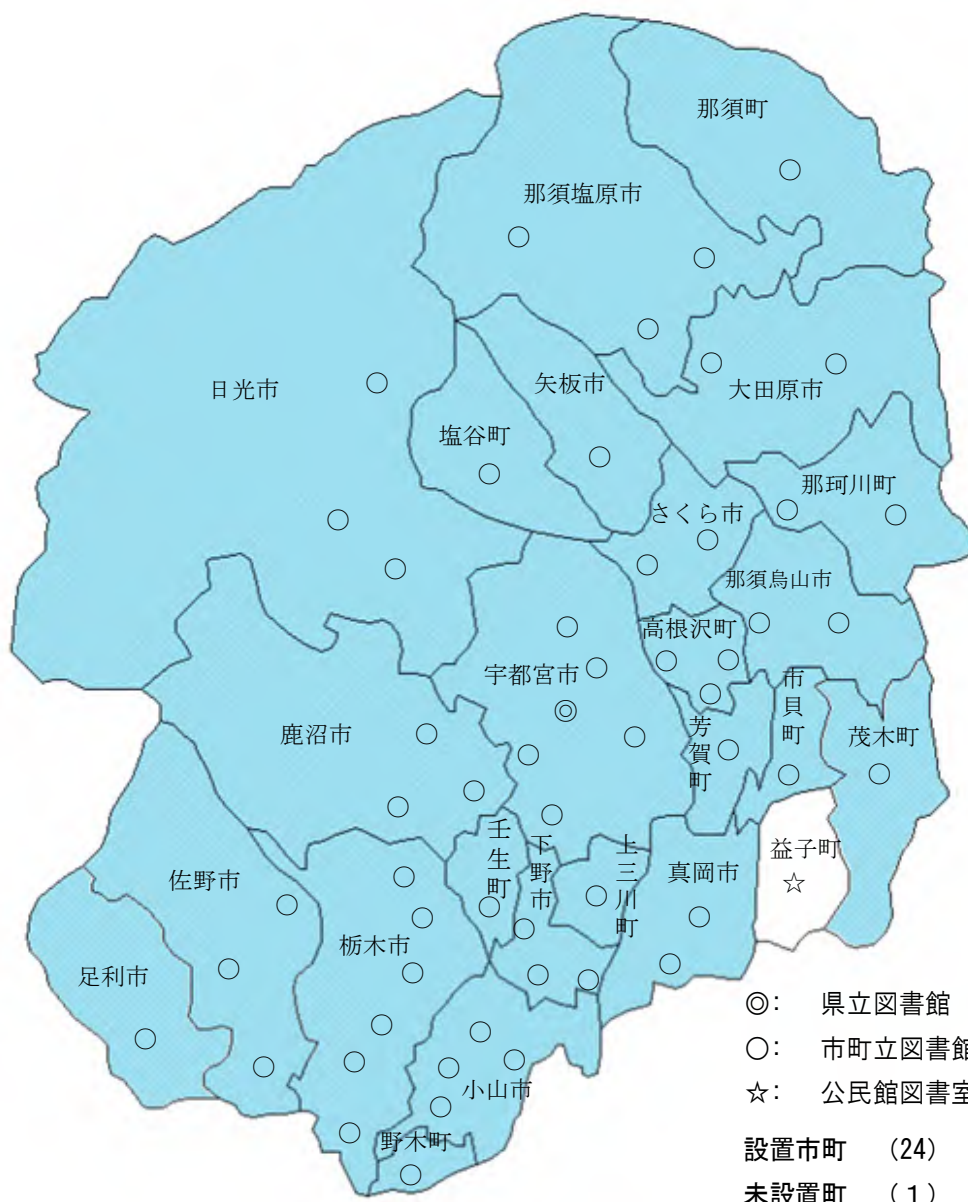 那須町
那須塩原市
日光市
矢板市
大田原市
塩谷町
那珂川町
さくら市
那須烏山市
高根沢町
宇都宮市
市貝町
鹿沼市
芳賀町
茂木町
壬生町
下野市
上三川町
益子町
☆
佐野市
真岡市
栃木市
足利市
小山市
野木町
◎: 県立図書館
○: 市町立図書館
☆: 公民館図書室
設置市町 (24)
未設置町 (1)